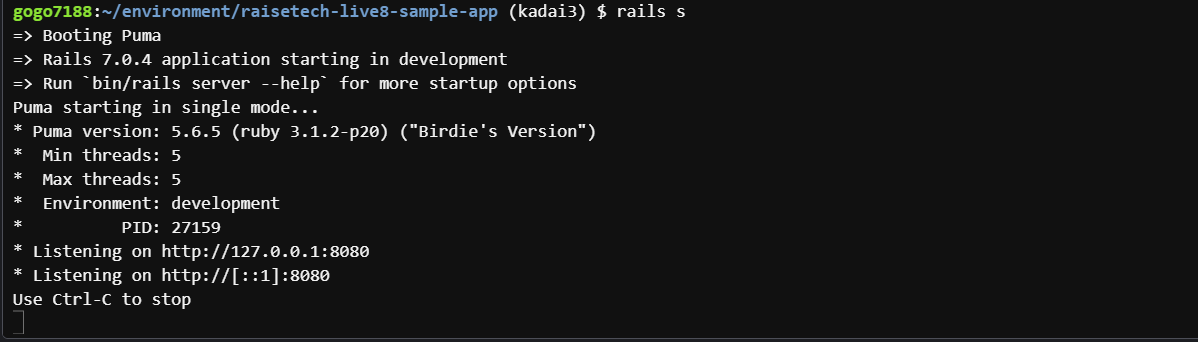 gogo7188:~/environment/raisetech-live8-sample-app (kadai3) $ rails s
=> Booting Puma
=> Rails 7.0.4 application starting in development
=> Run `bin/rails server --help` for more startup options
Puma starting in single mode...
* Puma version: 5.6.5 (ruby 3.1.2-p20) ("Birdie's Version")
*  Min threads: 5
*  Max threads: 5
*  Environment: development
*          PID: 27159
* Listening on http://127.0.0.1:8080
* Listening on http://[::1]:8080
Use Ctrl-C to stop